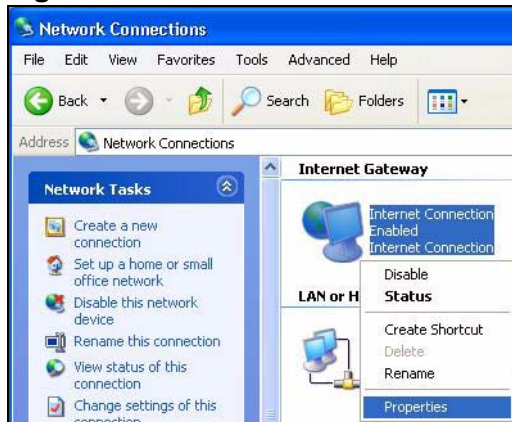 Network Connections
File Edit View Favorites Tools Advanced Help
Back Search Folders
Address Network Connections
Network Tasks
Create a new
connection
Set up a home or small
office network
Disable this network
device
Rename this connection
View status of this
connection
Change settings of this
connection
Internet Gateway
Internet Connection
Enabled
Internet Connection
LAN or H
Disable
Status
Create Shortcut
Delete
Rename
Properties